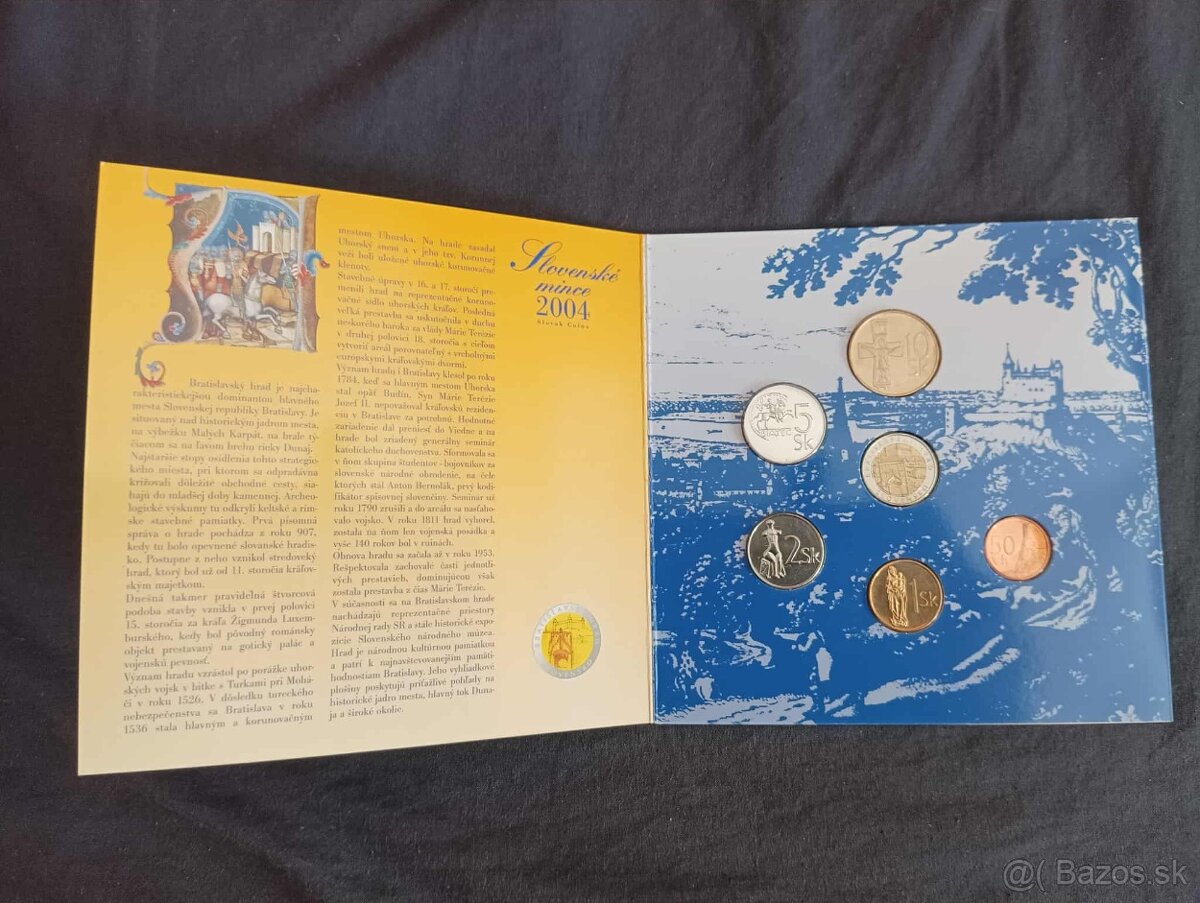 Bratislavský hrad je najcha-
rakteristickejšou dominantou hlavného
mesta Slovenskej republiky Bratislavy. Je
situovaný nad historickým jadrom mesta,
na výbežku Malých Karpát, na brale tý-
čiacom sa na ľavom brehu rieky Dunaj.
Najstaršie stopy osídlenia tohto strategic-
kého miesta, pri ktorom sa odpradávna
križovali dôležité obchodné cesty, sia-
hajú do mladšej doby kamennej. Archeo-
logické výskumy tu odkryli keltské a rím-
ske stavebné pamiatky. Prvá písomná
správa o hrade pochádza z roku 907,
kedy tu bolo opevnené slovanské hradis-
ko. Postupne z neho vznikol stredoveký
hrad, ktorý bol už od 11. storočia kráľov-
ským majetkom.
Dnešná takmer pravidelná štvorcová
podoba stavby vznikla v prvej polovici
15. storočia za kráľa Žigmunda Luxem-
burského, kedy bol pôvodný románsky
objekt prestavaný na gotický palác a
vojenskú pevnosť.
Význam hradu vzrástol po porážke uhor-
ských vojsk v bitke s Turkami pri Mohá-
či v roku 1526. V dôsledku tureckého
nebezpečenstva sa Bratislava v roku
1536 stala hlavným a korunovačným
mestom Uhorska. Na hrade zasadal
Uhorský snem a v jeho tzv. Korunnej
veži boli uložené uhorské korunovačné
klenoty.
Stavebné úpravy v 16. a 17. storočí pre-
menili hrad na reprezentačné koruno-
vačné sídlo uhorských kráľov. Posledná
veľká prestavba sa uskutočnila v duchu
neskorého baroka za vlády Márie Terézie
v druhej polovici 18. storočia s cieľom
vytvoriť areál porovnateľný s vrcholnými
európskymi kráľovskými dvormi.
Význam hradu i Bratislavy klesol po roku
1784, keď sa hlavným mestom Uhorska
stal opäť Budín. Syn Márie Terézie
Jozef II. nepovažoval kráľovskú reziden-
ciu v Bratislave za potrebnú. Hodnotné
zariadenie dal preniesť do Viedne a na
hrade bol zriadený generálny seminár
katolíckeho duchovenstva. Sformovala sa
v ňom skupina študentov - bojovníkov za
slovenské národné obrodenie, na čele
ktorých stál Anton Bernolák, prvý kodi-
fikátor spisovnej slovenčiny. Seminár už
roku 1790 zrušili a do areálu sa nasťaho-
valo vojsko. V roku 1811 hrad vyhorel,
zostala na ňom len vojenská posádka a
vyše 140 rokov bol v ruinách.
Obnova hradu sa začala až v roku 1953.
Rešpektovala zachovalé časti jednotli-
vých prestavieb, dominujúcou však
zostala prestavba z čias Márie Terézie.
V súčasnosti sa na Bratislavskom hrade
nachádzajú reprezentačné priestory
Národnej rady SR a stále historické expo-
zície Slovenského národného múzea.
Hrad je národnou kultúrnou pamiatkou
a patrí k najnavštevovanejším pamäti-
hodnostiam Bratislavy. Jeho vyhliadkové
plošiny poskytujú príťažlivé pohľady na
historické jadro mesta, hlavný tok Duna-
ja a široké okolie.
Slovenské
mince
2004
Slovak Coins
10
5
Sk
2 Sk
1 Sk
50
@( Bazos.sk